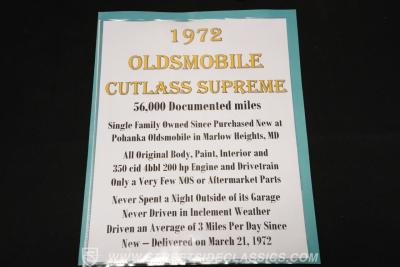 1972
OLDSMOBILE
CUTLASS SUPREME
56,000 Documented miles
Single Family Owned Since Purchased New at
Pohanka Oldsmobile in Marlow Heights, MD
All Original Body, Paint, Interior and
350 cid 4bbl 200 hp Engine and Drivetrain
Only a Very Few NOS or Aftermarket Parts
Never Spent a Night Outside of its Garage
Never Driven in Inclement Weather
Driven an Average of 3 Miles Per Day Since
New – Delivered on March 21, 1972
STREETSIDECLASSICS.COM